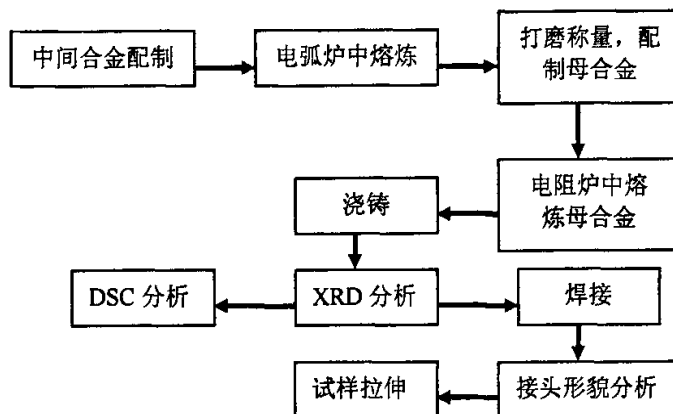 中间合金配制
电弧炉中熔炼
打磨称量，配
制母合金
电阻炉中熔
炼母合金
浇铸
DSC 分析
XRD 分析
焊接
试样拉伸
接头形貌分析